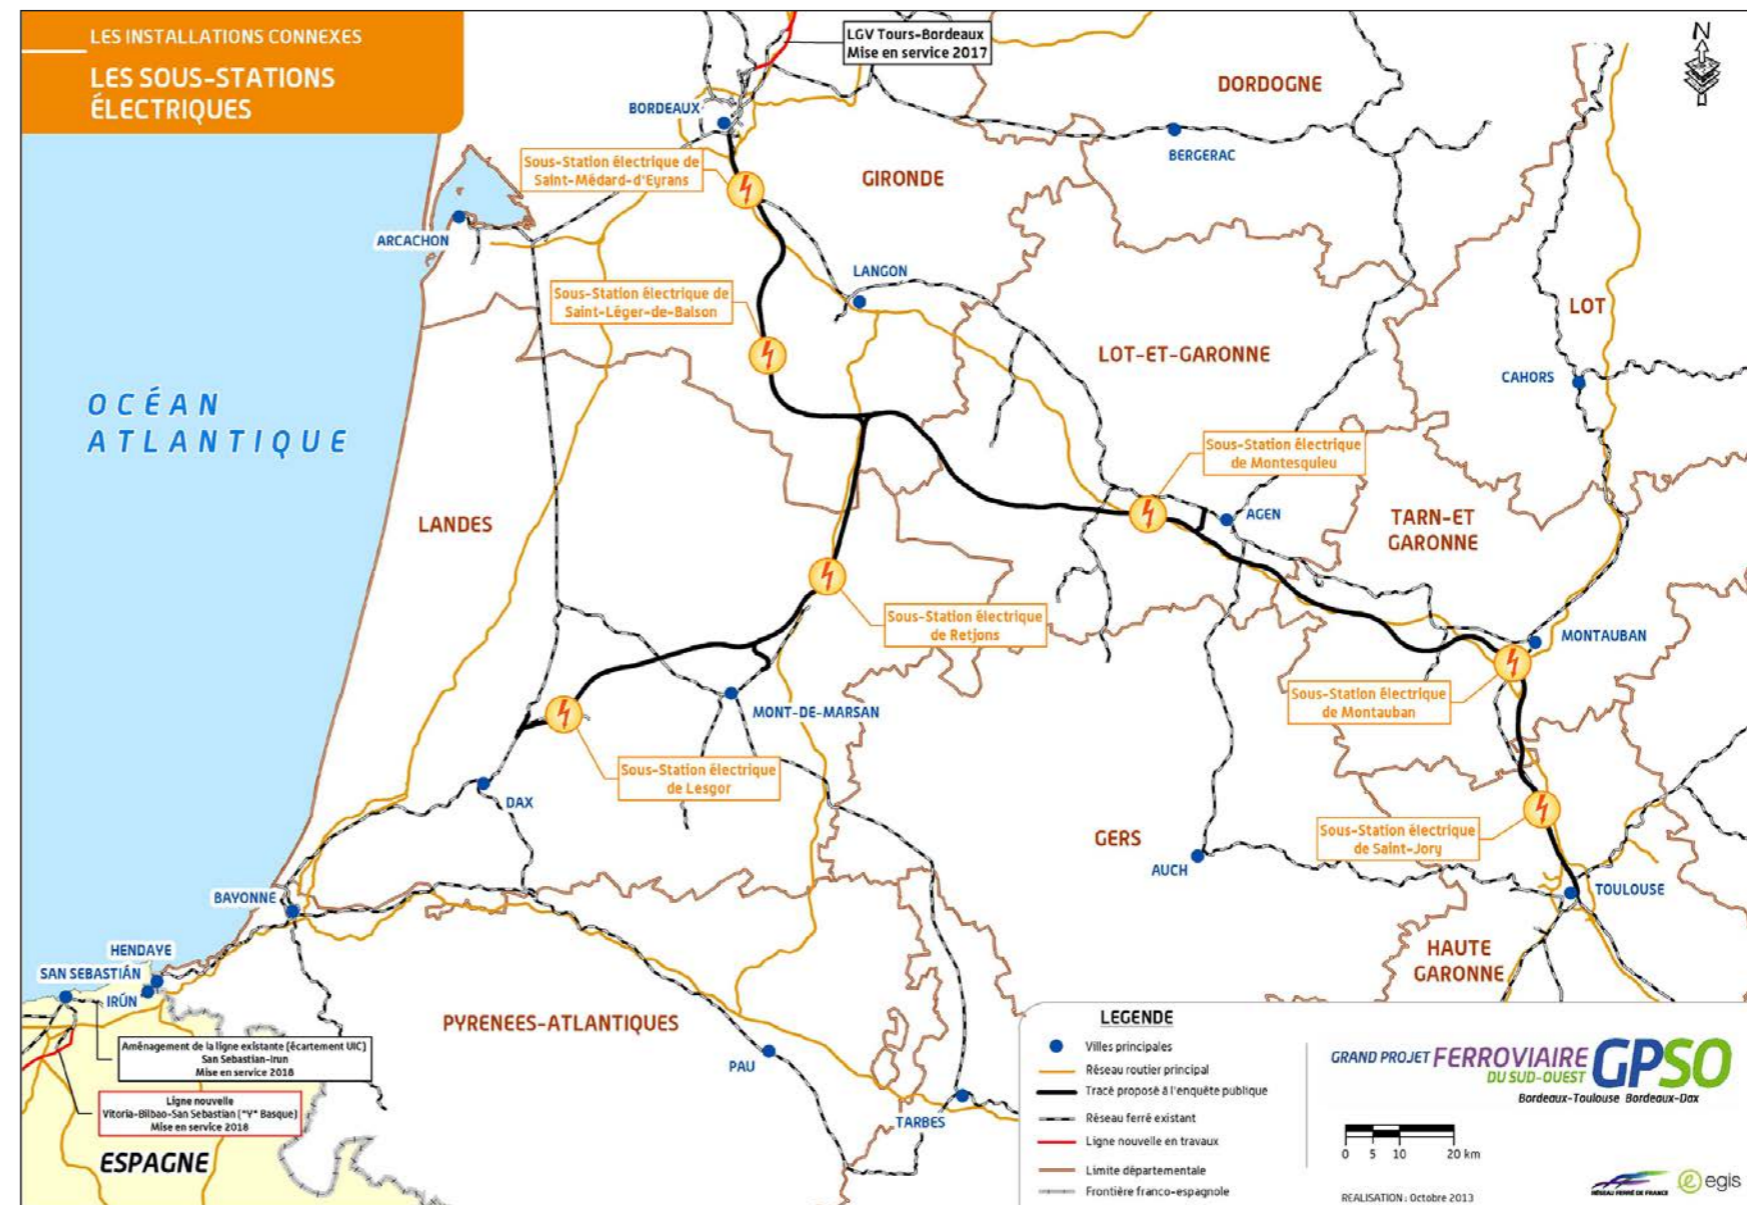 LES INSTALLATIONS CONNEXES
LES SOUS-STATIONS
ÉLECTRIQUES
LGV Tours-Bordeaux
Mise en service 2017
N
DORDOGNE
BORDEAUX
BERGERAC
Sous-Station électrique de
Saint-Médard-d'Eyrans
GIRONDE
ARCACHON
LANGON
Sous-Station électrique de
Saint-Léger-de-Balson
LOT
LOT-ET-GARONNE
CAHORS
OCÉAN
ATLANTIQUE
Sous-Station électrique
de Montesquieu
LANDES
AGEN
TARN-ET
GARONNE
Sous-Station électrique
de Retjons
MONTAUBAN
Sous-Station électrique
de Montauban
MONT-DE-MARSAN
Sous-Station électrique
de Lesgor
DAX
Sous-Station électrique
de Saint-Jory
GERS
AUCH
TOULOUSE
BAYONNE
HENDAYE
SAN SEBASTIÁN
IRÚN
HAUTE
GARONNE
PYRENEES-ATLANTIQUES
Aménagement de la ligne existante (écartement UIC)
San Sebastian-Irun
Mise en service 2018
PAU
Ligne nouvelle
Vitoria-Bilbao-San Sebastian ("Y" Basque)
Mise en service 2018
TARBES
ESPAGNE
LEGENDE
Villes principales
Réseau routier principal
Tracé proposé à l'enquête publique
Réseau ferré existant
Ligne nouvelle en travaux
Limite départementale
Frontière franco-espagnole
GRAND PROJET FERROVIAIRE GPSO
DU SUD-OUEST
Bordeaux-Toulouse Bordeaux-Dax
0 5 10 20 km
REALISATION : Octobre 2013
RÉSEAU FERRÉ DE FRANCE
e egis